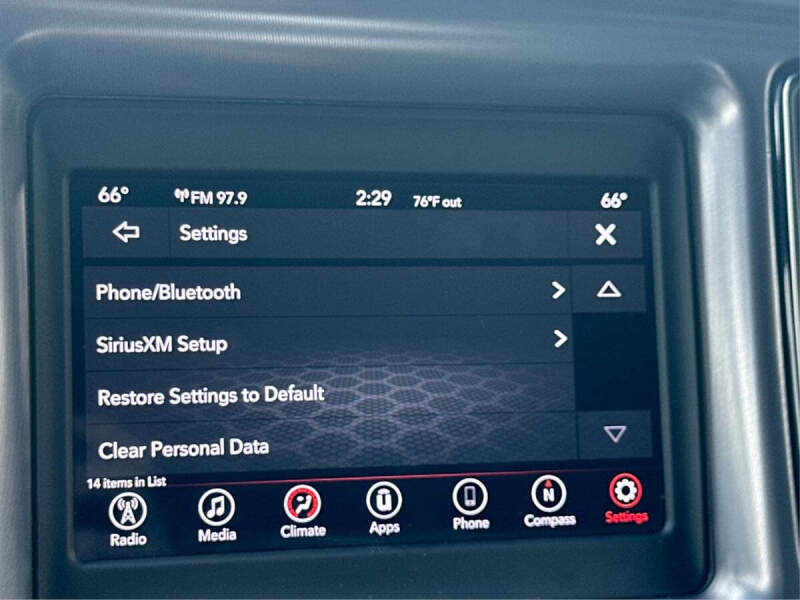 66° FM 97.9 2:29 76°F out 66°
Settings
Phone/Bluetooth
SiriusXM Setup
Restore Settings to Default
Clear Personal Data
14 items in List
Radio Media Climate Apps Phone N Compass Settings